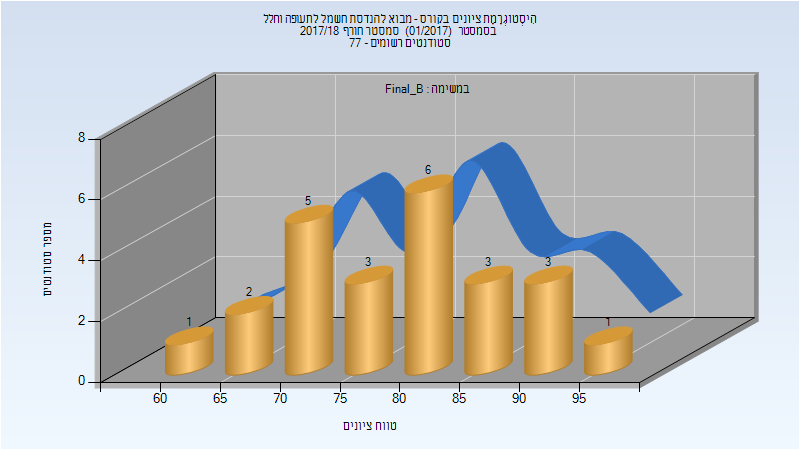 היסטוגרמת ציונים בקורס - מבוא להנדסת חשמל לתעופה וחלל
בסמסטר (01/2017) סמסטר חורף 2017/18
סטודנטים רשומים - 77
במשימה : Final_B
מספר סטודנטים
8
6
4
2
0
1
2
5
3
6
3
3
1
60 65 70 75 80 85 90 95
טווח ציונים